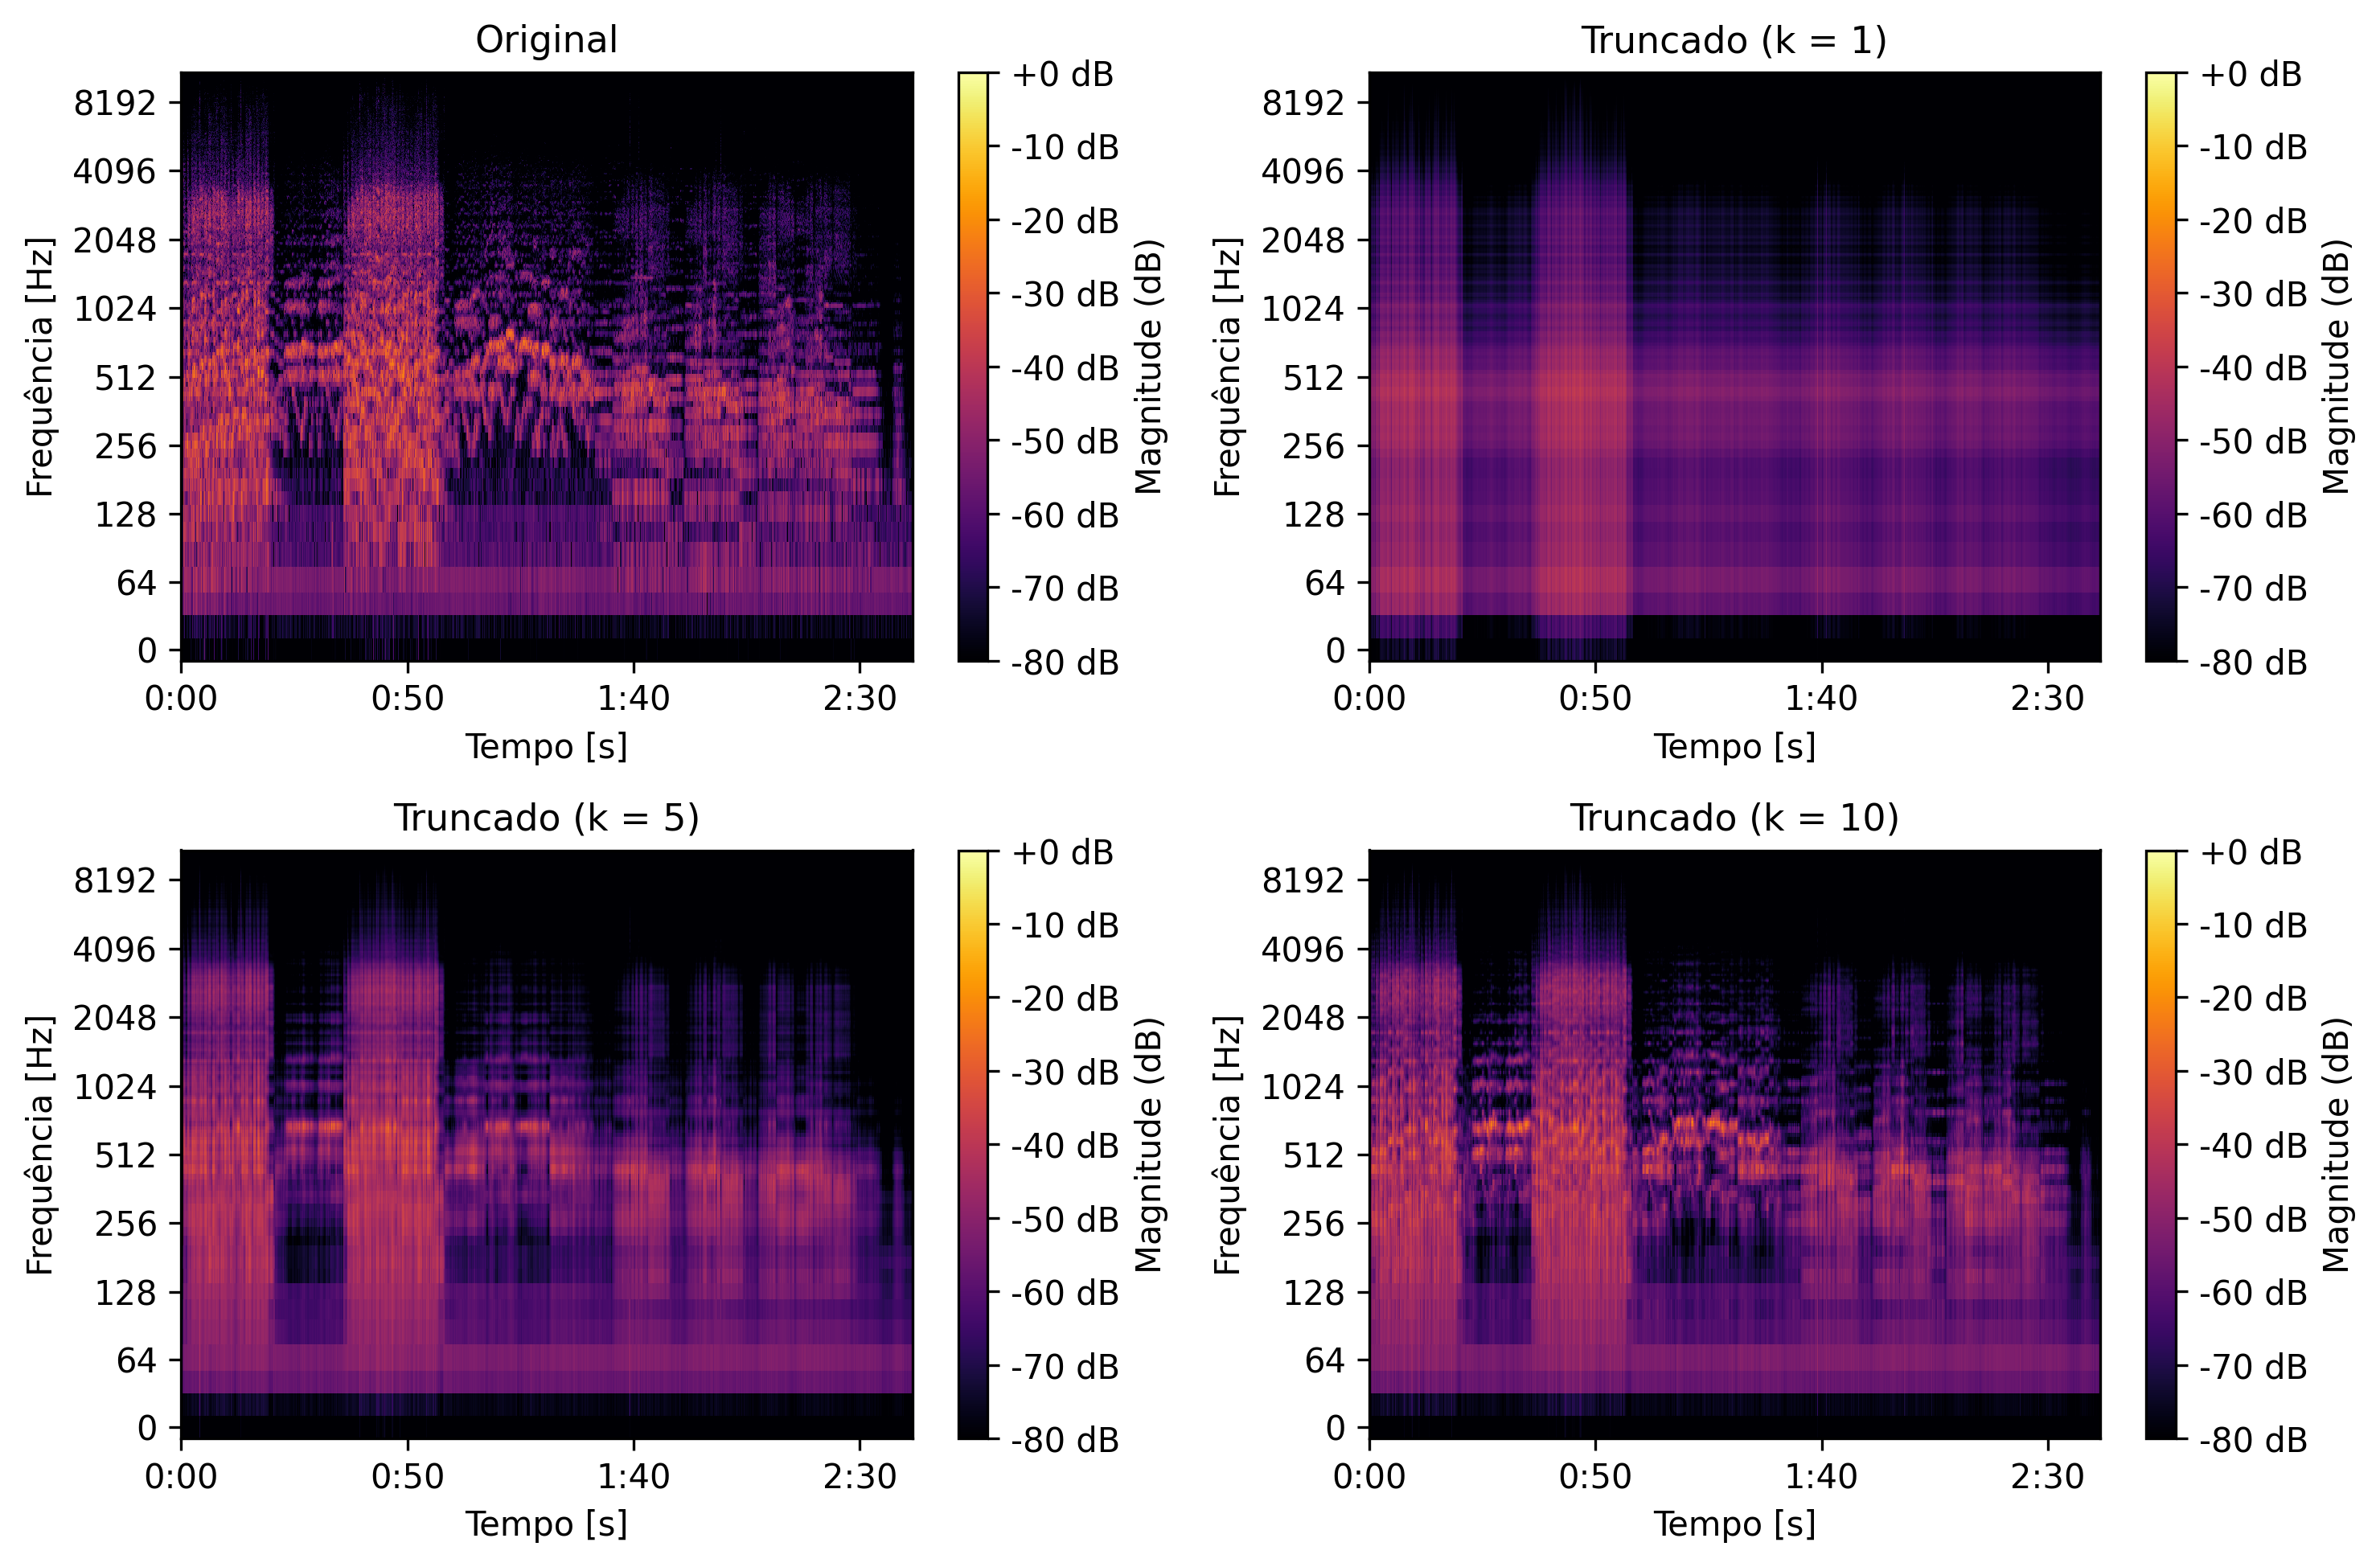 Original
Frequência [Hz]
8192
4096
2048
1024
512
256
128
64
0
0:00 0:50 1:40 2:30
Tempo [s]
+0 dB
-10 dB
-20 dB
-30 dB
-40 dB
-50 dB
-60 dB
-70 dB
-80 dB
Magnitude (dB)
Truncado (k = 1)
Frequência [Hz]
8192
4096
2048
1024
512
256
128
64
0
0:00 0:50 1:40 2:30
Tempo [s]
+0 dB
-10 dB
-20 dB
-30 dB
-40 dB
-50 dB
-60 dB
-70 dB
-80 dB
Magnitude (dB)
Truncado (k = 5)
Frequência [Hz]
8192
4096
2048
1024
512
256
128
64
0
0:00 0:50 1:40 2:30
Tempo [s]
+0 dB
-10 dB
-20 dB
-30 dB
-40 dB
-50 dB
-60 dB
-70 dB
-80 dB
Magnitude (dB)
Truncado (k = 10)
Frequência [Hz]
8192
4096
2048
1024
512
256
128
64
0
0:00 0:50 1:40 2:30
Tempo [s]
+0 dB
-10 dB
-20 dB
-30 dB
-40 dB
-50 dB
-60 dB
-70 dB
-80 dB
Magnitude (dB)